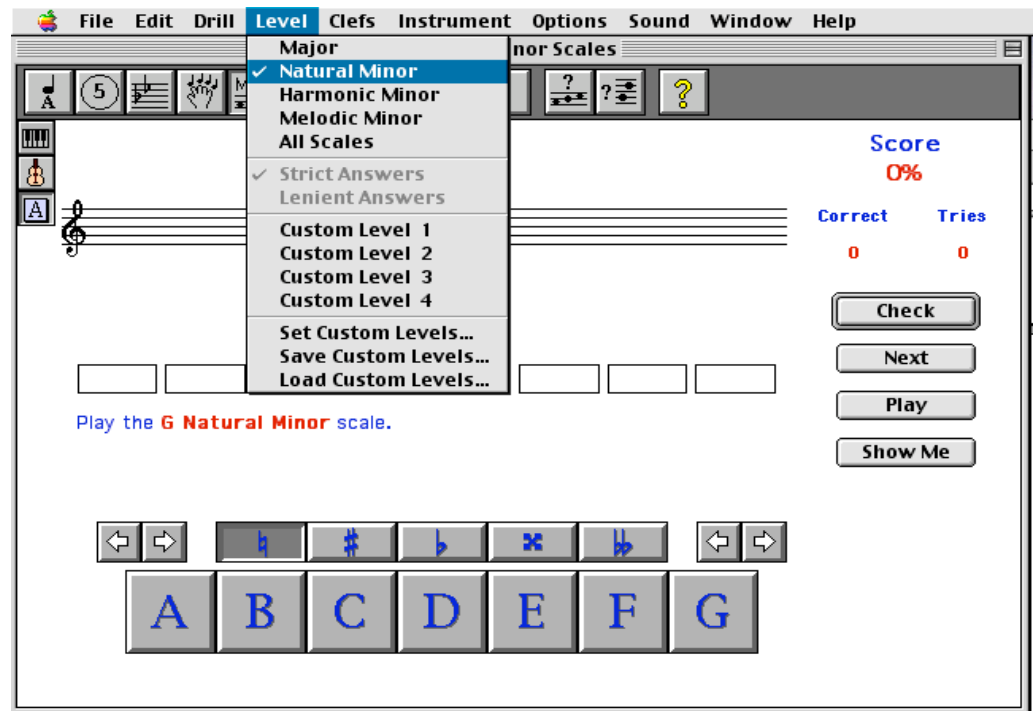 File Edit Drill Level Clefs Instrument Options Sound Window Help
nor Scales
Major
✓ Natural Minor
Harmonic Minor
Melodic Minor
All Scales
✓ Strict Answers
Lenient Answers
Custom Level 1
Custom Level 2
Custom Level 3
Custom Level 4
Set Custom Levels...
Save Custom Levels...
Load Custom Levels...
A 5 M ? ? ?
A
Score
0%
Correct Tries
0 0
Check
Next
Play
Show Me
Play the G Natural Minor scale.
♮ ♯ ♭ 𝄪 𝄫
A B C D E F G